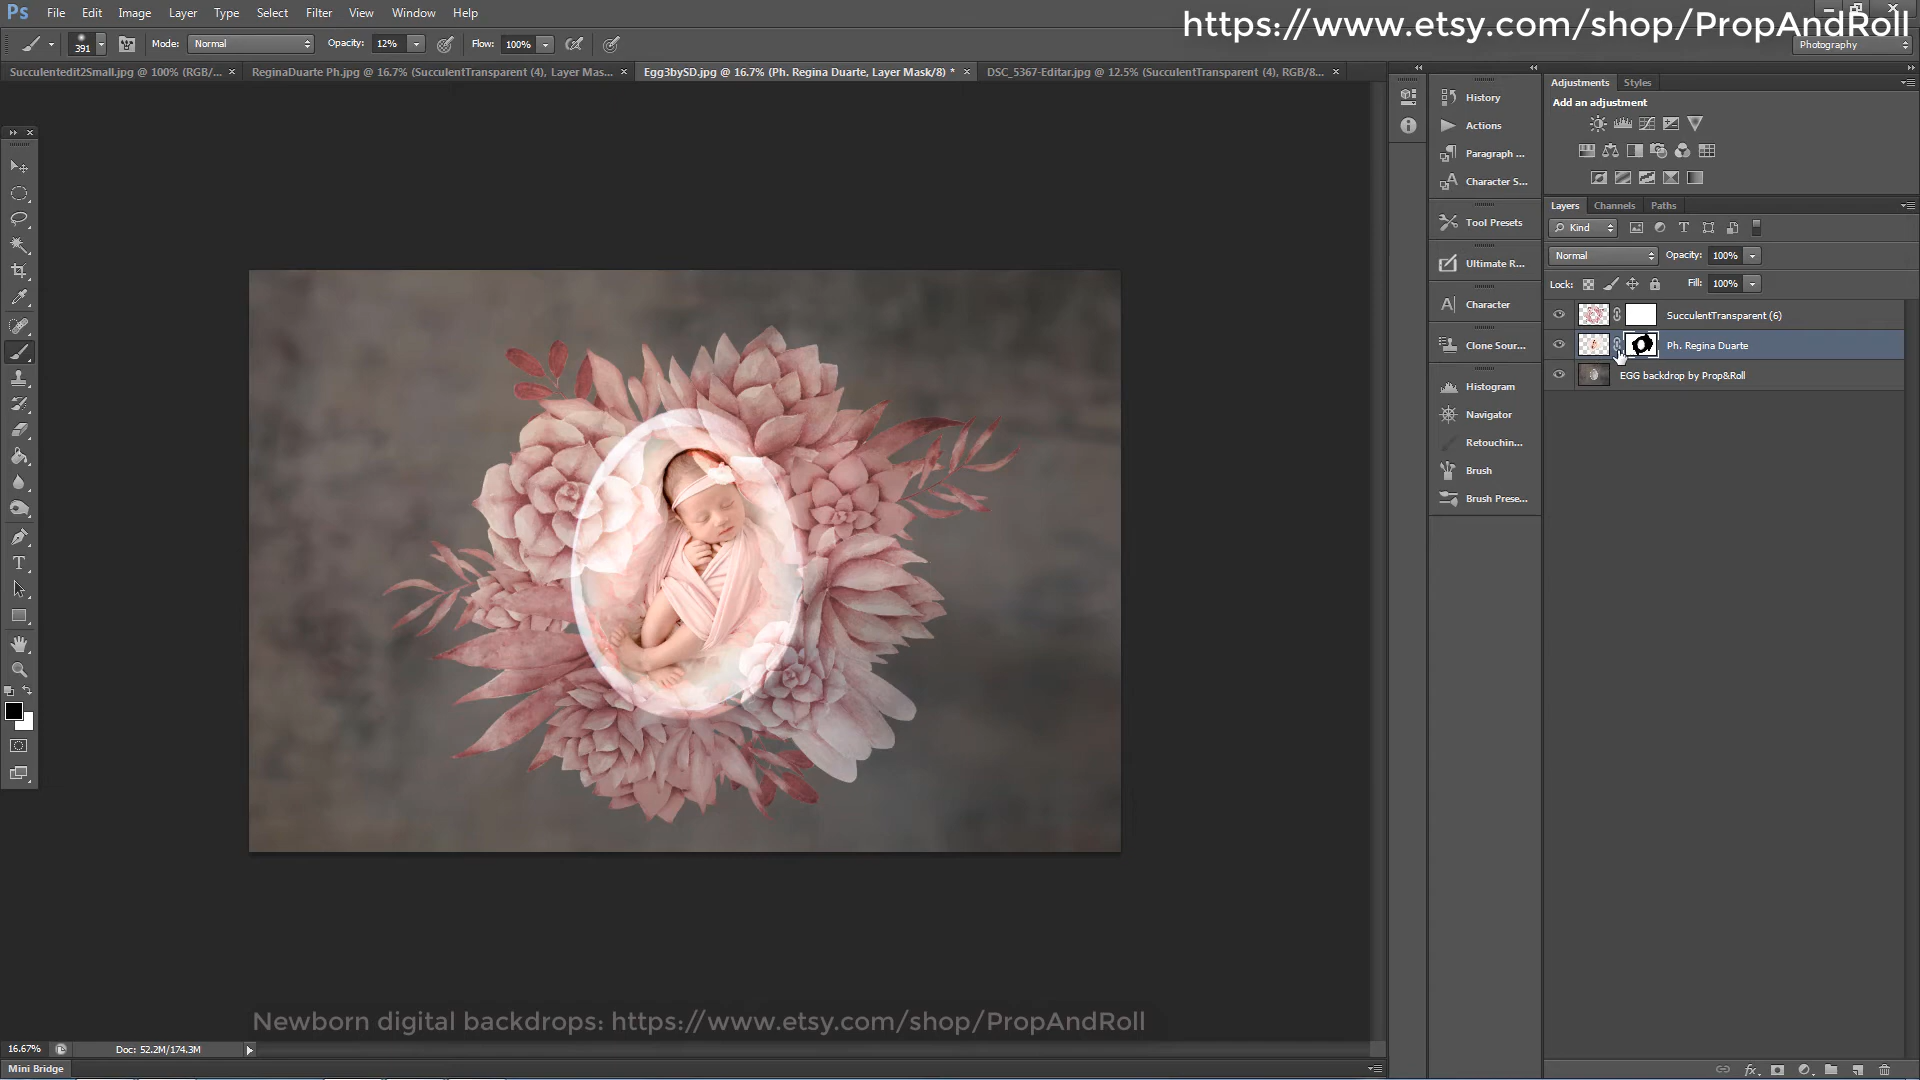 Ps File Edit Image Layer Type Select Filter View Window Help
https://www.etsy.com/shop/PropAndRoll
391 Mode: Normal Opacity: 12% Flow: 100%
Photography
Succulentedit2Small.jpg @ 100% (RGB/... × ReginaDuarte Ph.jpg @ 16.7% (SucculentTransparent (4), Layer Mas... × Egg3bySD.jpg @ 16.7% (Ph. Regina Duarte, Layer Mask/8) * × DSC_5367-Editar.jpg @ 12.5% (SucculentTransparent (4), RGB/8... ×
History
Actions
Paragraph ...
Character S...
Tool Presets
Ultimate R...
Character
Clone Sour...
Histogram
Navigator
Retouchin...
Brush
Brush Prese...
Adjustments Styles
Add an adjustment
Layers Channels Paths
Kind
Normal Opacity: 100%
Lock: Fill: 100%
SucculentTransparent (6)
Ph. Regina Duarte
EGG backdrop by Prop&Roll
Newborn digital backdrops: https://www.etsy.com/shop/PropAndRoll
16.67% Doc: 52.2M/174.3M
Mini Bridge